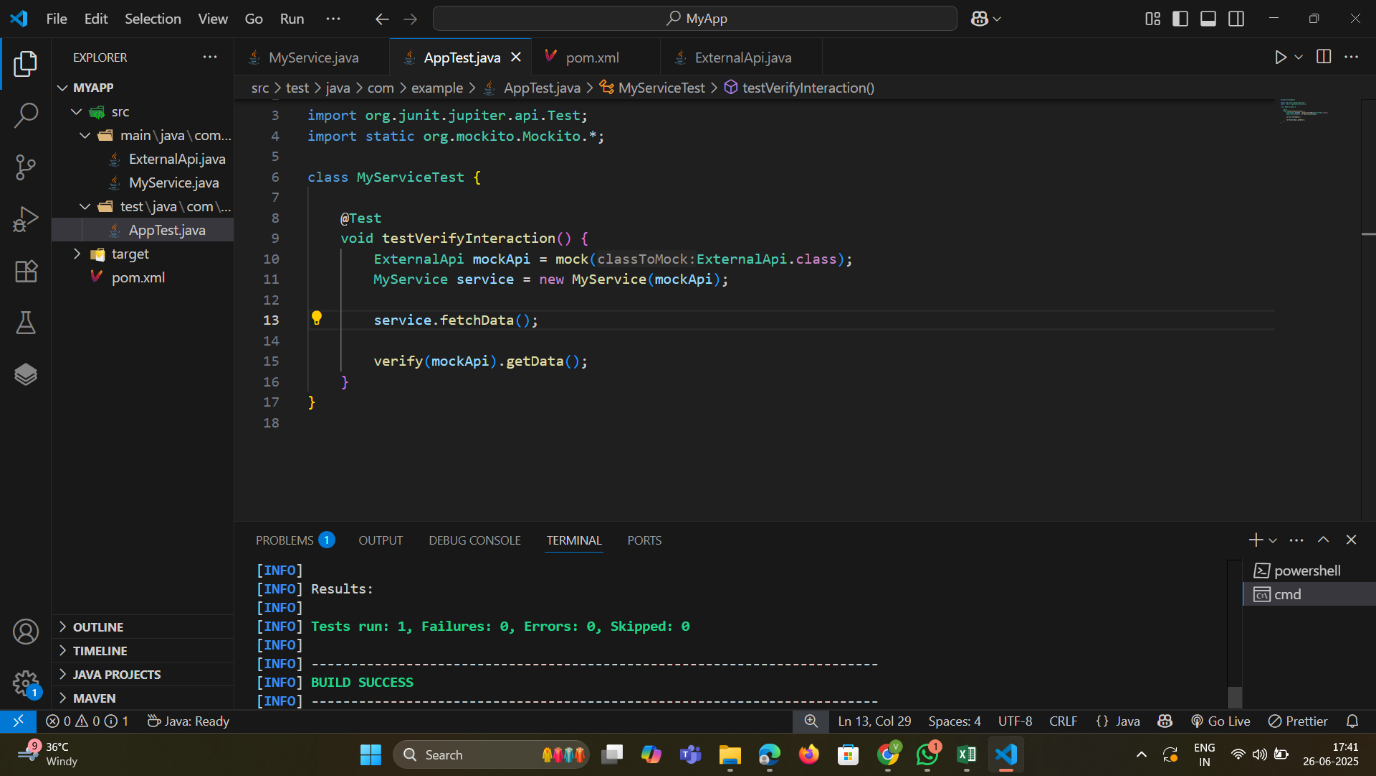 File Edit Selection View Go Run ··· MyApp
EXPLORER ···
MYAPP
src
main\java\com...
ExternalApi.java
MyService.java
test\java\com\...
AppTest.java
target
pom.xml
OUTLINE
TIMELINE
JAVA PROJECTS
MAVEN
MyService.java AppTest.java pom.xml ExternalApi.java
src > test > java > com > example > AppTest.java > MyServiceTest > testVerifyInteraction()
3 import org.junit.jupiter.api.Test;
4 import static org.mockito.Mockito.*;
5
6 class MyServiceTest {
7
8 @Test
9 void testVerifyInteraction() {
10 ExternalApi mockApi = mock(classToMock:ExternalApi.class);
11 MyService service = new MyService(mockApi);
12
13 service.fetchData();
14
15 verify(mockApi).getData();
16 }
17 }
18
PROBLEMS 1 OUTPUT DEBUG CONSOLE TERMINAL PORTS
[INFO]
[INFO] Results:
[INFO]
[INFO] Tests run: 1, Failures: 0, Errors: 0, Skipped: 0
[INFO]
[INFO] ------------------------------------------------------------------------
[INFO] BUILD SUCCESS
[INFO] ------------------------------------------------------------------------
powershell
cmd
1
0 0 1 Java: Ready Ln 13, Col 29 Spaces: 4 UTF-8 CRLF {} Java Go Live Prettier
9 36°C
Windy
Search
V
1
ENG
IN
17:41
26-06-2025